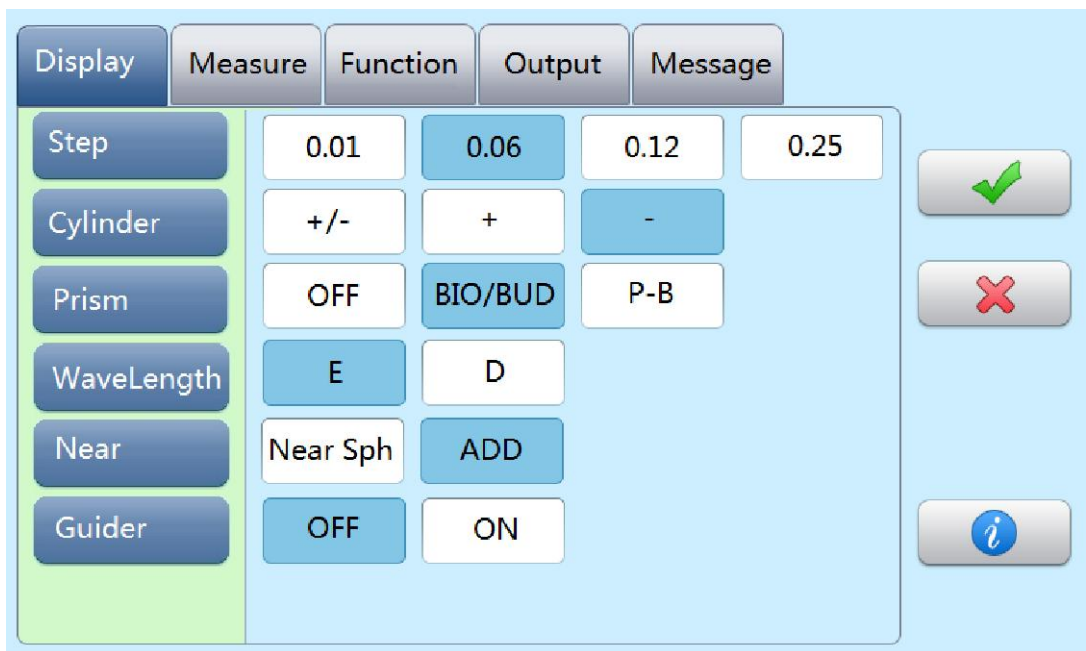 Display Measure Function Output Message
Step 0.01 0.06 0.12 0.25
Cylinder +/- + -
Prism OFF BIO/BUD P-B
WaveLength E D
Near Near Sph ADD
Guider OFF ON
i